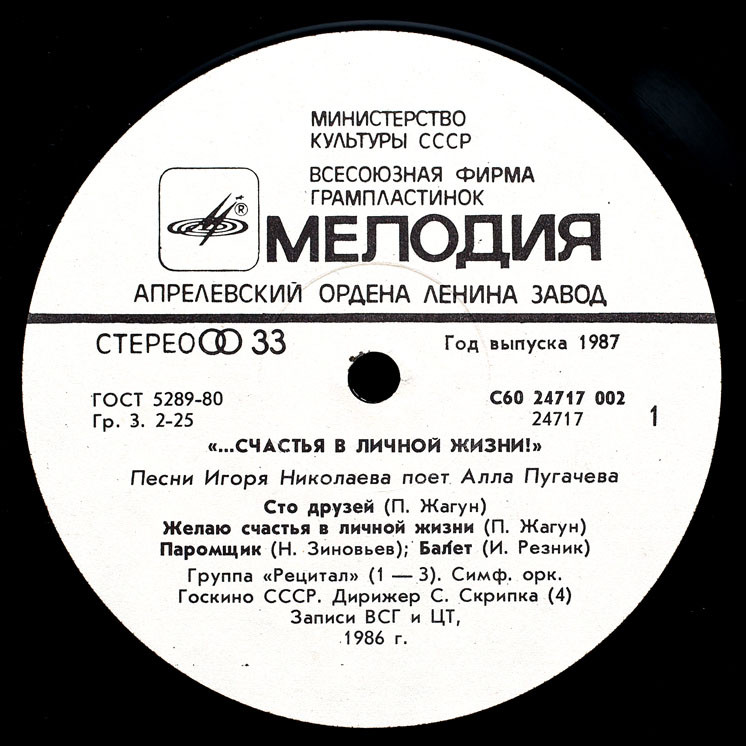 МИНИСТЕРСТВО
КУЛЬТУРЫ СССР
ВСЕСОЮЗНАЯ ФИРМА
ГРАМПЛАСТИНОК
®
МЕЛОДИЯ
АПРЕЛЕВСКИЙ ОРДЕНА ЛЕНИНА ЗАВОД
СТЕРЕО 33 Год выпуска 1987
ГОСТ 5289-80 С60 24717 002
Гр. 3. 2-25 24717 1
«...СЧАСТЬЯ В ЛИЧНОЙ ЖИЗНИ!»
Песни Игоря Николаева поет Алла Пугачева
Сто друзей (П. Жагун)
Желаю счастья в личной жизни (П. Жагун)
Паромщик (Н. Зиновьев); Балет (И. Резник)
Группа «Рецитал» (1 — 3). Симф. орк.
Госкино СССР. Дирижер С. Скрипка (4)
Записи ВСГ и ЦТ,
1986 г.